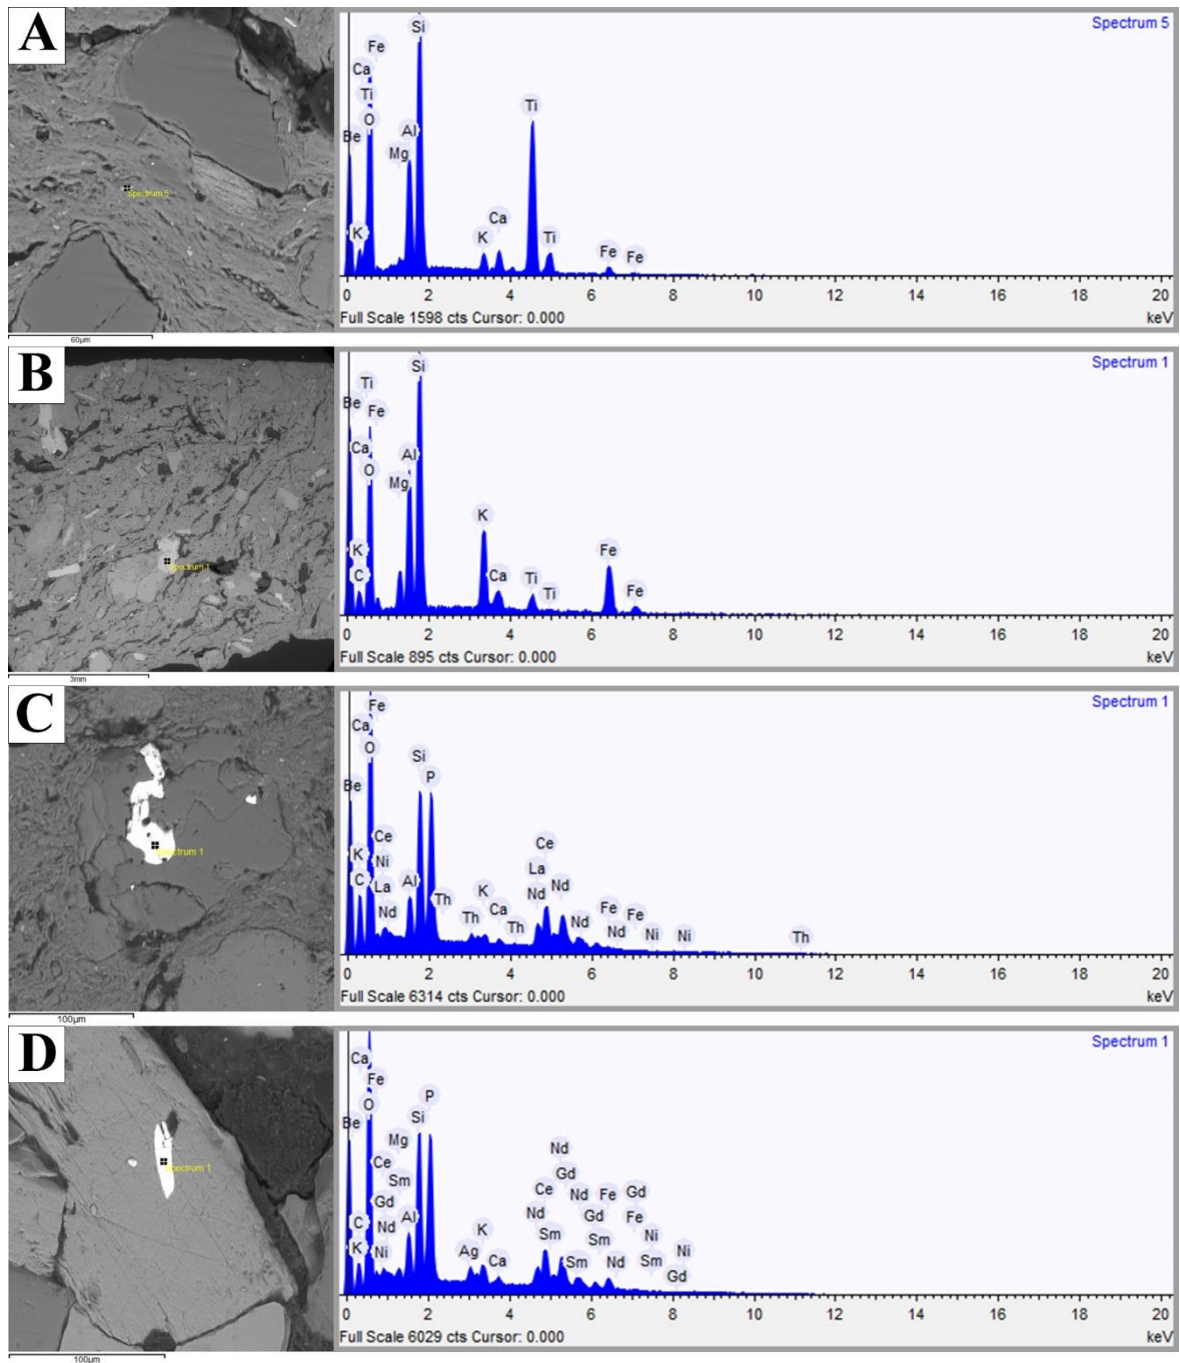 A
Spectrum 5
60µm
Spectrum 5
Si
Fe
Ca
Ti
O
Be
Al
Mg
K
K
Ca
Ti
Ti
Fe
Fe
0 2 4 6 8 10 12 14 16 18 20
Full Scale 1598 cts Cursor: 0.000
keV
B
Spectrum 1
3mm
Spectrum 1
Si
Ti
Be
Fe
Ca
O
Al
Mg
K
C
K
Ca
Ti
Ti
Fe
Fe
0 2 4 6 8 10 12 14 16 18 20
Full Scale 895 cts Cursor: 0.000
keV
C
Spectrum 1
100µm
Spectrum 1
Fe
Ca
O
Si
P
Be
Ce
K
Ni
C
La
Al
Nd
Th
Th
K
Ca
Th
Ce
La
Nd
Nd
Nd
Fe
Nd
Fe
Ni
Ni
Th
0 2 4 6 8 10 12 14 16 18 20
Full Scale 6314 cts Cursor: 0.000
keV
D
Spectrum 1
100µm
Spectrum 1
Ca
Fe
O
P
Be
Si
Mg
Ce
Sm
Gd
C
Nd
Al
K
Ni
Ag
K
Ca
Nd
Gd
Ce
Nd
Fe
Gd
Nd
Gd
Fe
Sm
Sm
Ni
Sm
Nd
Sm
Ni
Gd
0 2 4 6 8 10 12 14 16 18 20
Full Scale 6029 cts Cursor: 0.000
keV